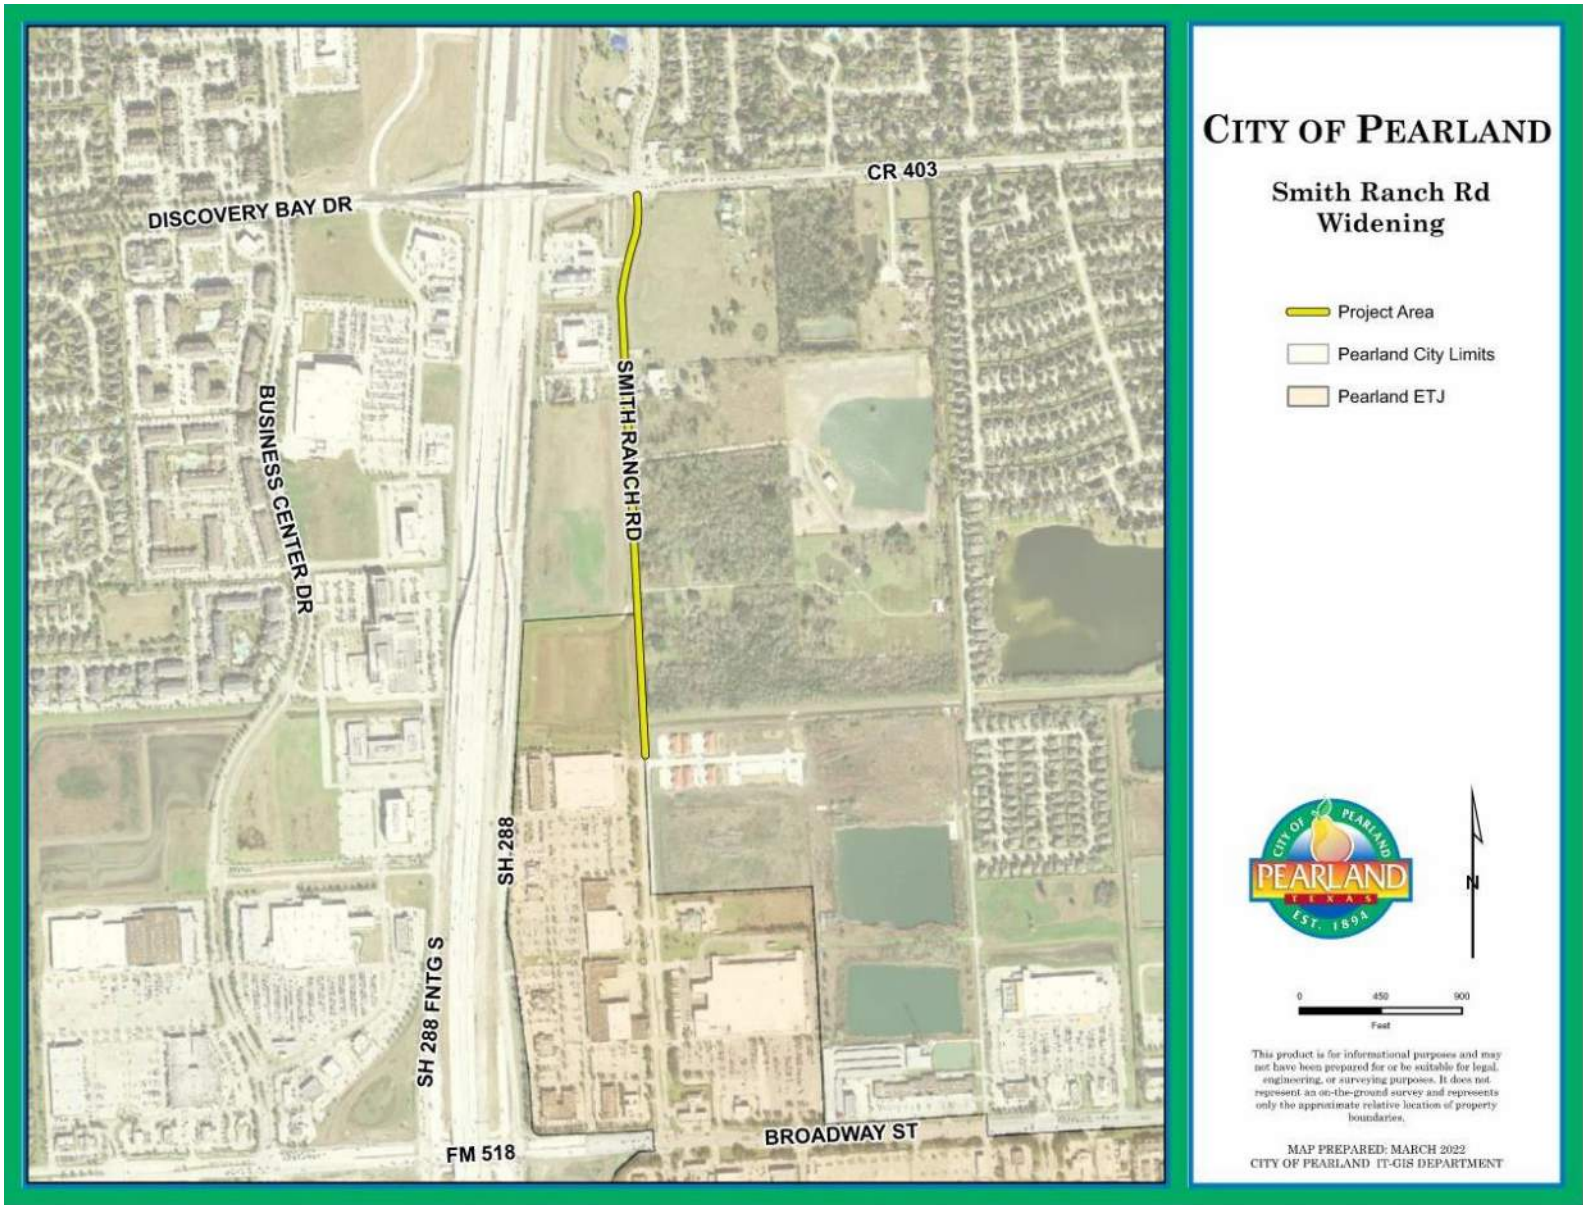 CR 403
DISCOVERY BAY DR
SMITH RANCH RD
BUSINESS CENTER DR
SH 288
SH 288 FNTG S
BROADWAY ST
FM 518
CITY OF PEARLAND
Smith Ranch Rd
Widening
Project Area
Pearland City Limits
Pearland ETJ
CITY OF PEARLAND
PEARLAND
TEXAS
EST. 1894
N
0 450 900
Feet
This product is for informational purposes and may
not have been prepared for or be suitable for legal,
engineering, or surveying purposes. It does not
represent an on-the-ground survey and represents
only the approximate relative location of property
boundaries.
MAP PREPARED: MARCH 2022
CITY OF PEARLAND IT-GIS DEPARTMENT